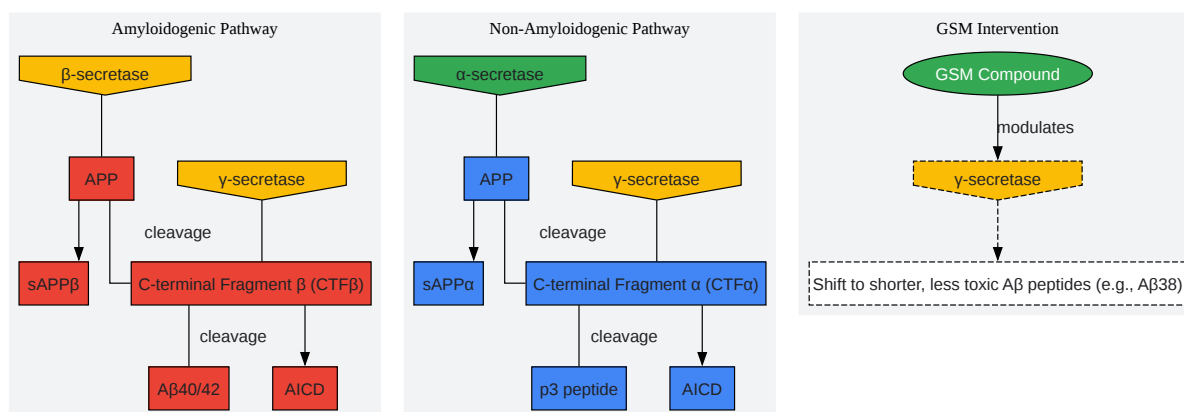 Amyloidogenic Pathway
β-secretase
APP
γ-secretase
cleavage
sAPPβ
C-terminal Fragment β (CTFβ)
cleavage
Aβ40/42
AICD
Non-Amyloidogenic Pathway
α-secretase
APP
γ-secretase
cleavage
sAPPα
C-terminal Fragment α (CTFα)
cleavage
p3 peptide
AICD
GSM Intervention
GSM Compound
modulates
γ-secretase
Shift to shorter, less toxic Aβ peptides (e.g., Aβ38)